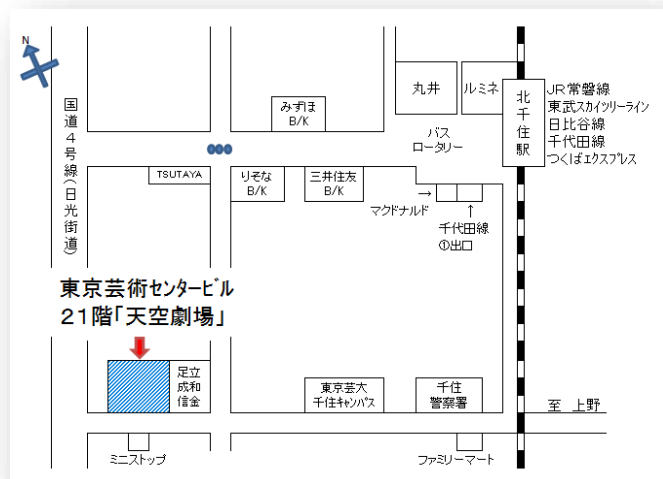 N
国道4号線(日光街道)
みずほ
B/K
丸井
ルミネ
北千住駅
JR常磐線
東武スカイツリーライン
日比谷線
千代田線
つくばエクスプレス
バス
ロータリー
TSUTAYA
りそな
B/K
三井住友
B/K
→
マクドナルド
↑
千代田線
①出口
東京芸術センタービル
21階「天空劇場」
足立
成和
信金
東京芸大
千住キャンパス
千住
警察署
至 上野
ミニストップ
ファミリーマート